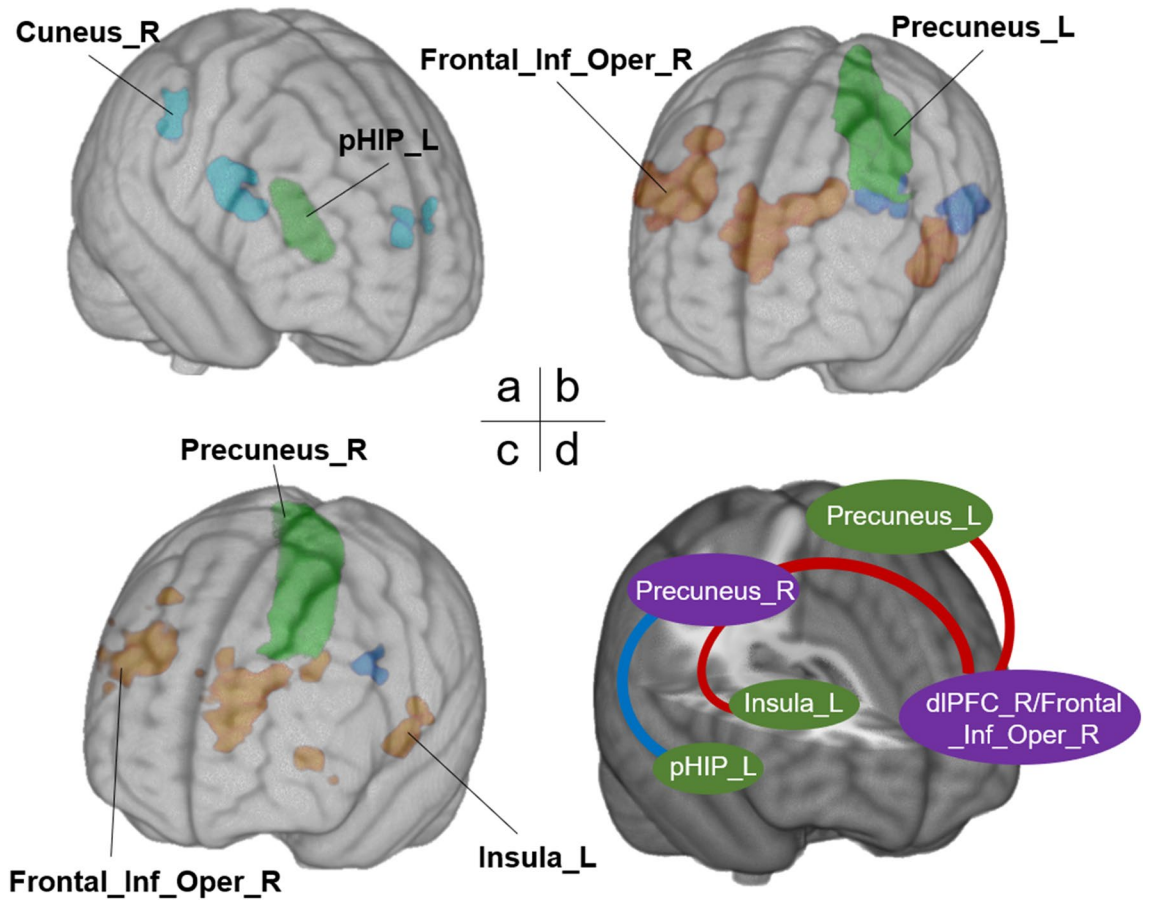 Cuneus_R
pHIP_L
Frontal_Inf_Oper_R
Precuneus_L
a b
c d
Precuneus_R
Frontal_Inf_Oper_R
Insula_L
Precuneus_L
Precuneus_R
Insula_L
dlPFC_R/Frontal
_Inf_Oper_R
pHIP_L